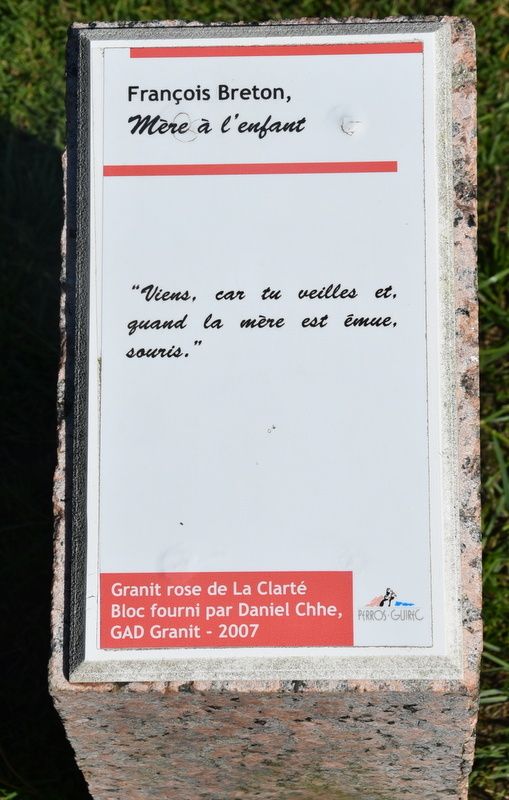 François Breton,
Mère à l'enfant
"Viens, car tu veilles et,
quand la mère est émue,
souris."
Granit rose de La Clarté
Bloc fourni par Daniel Chhe,
GAD Granit - 2007
PERROS-GUIREC